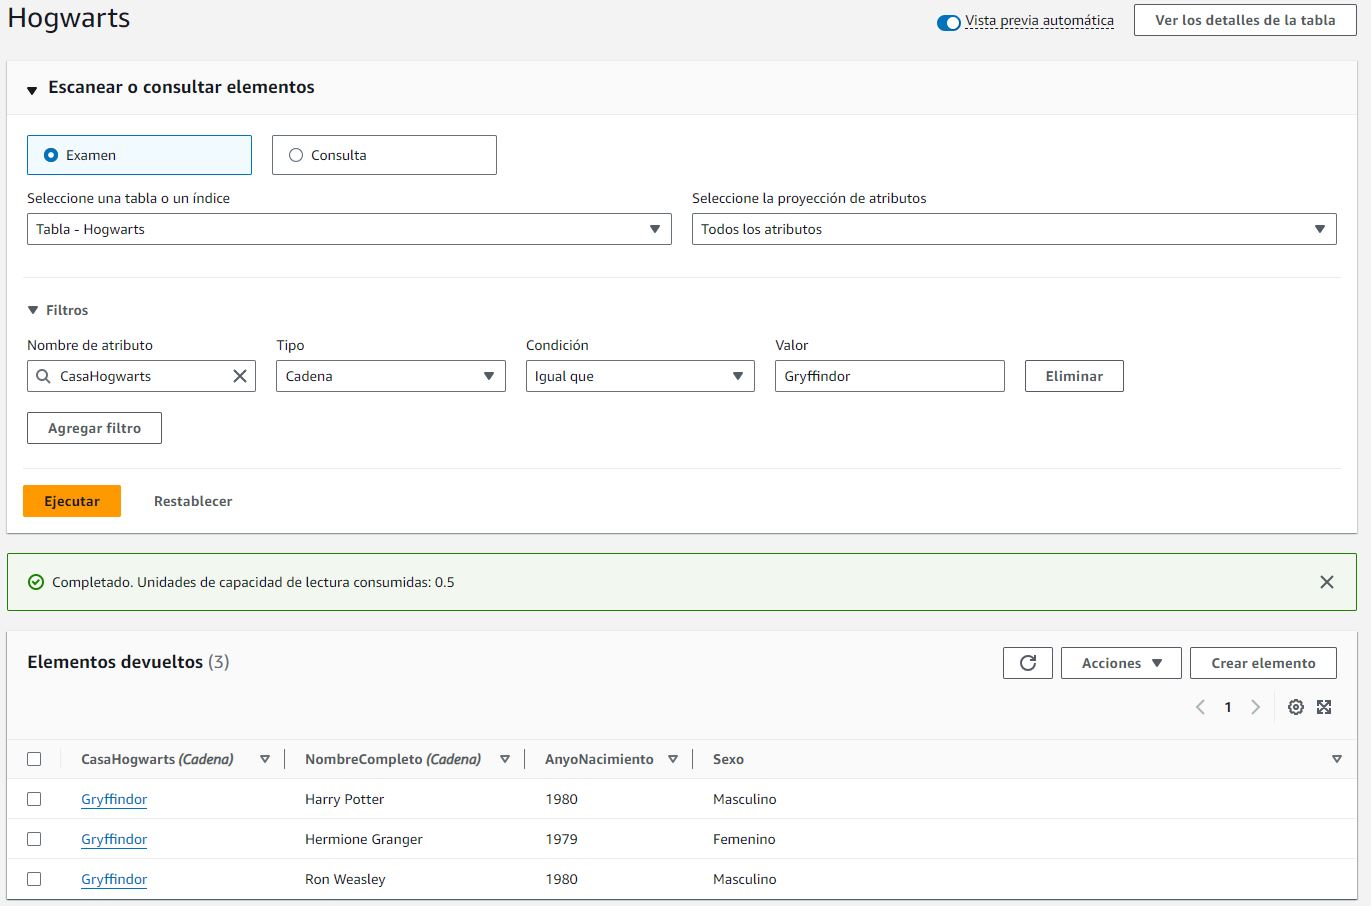 Hogwarts
Vista previa automática
Ver los detalles de la tabla
Escanear o consultar elementos
Examen
Consulta
Seleccione una tabla o un índice
Seleccione la proyección de atributos
Tabla - Hogwarts
Todos los atributos
Filtros
Nombre de atributo Tipo Condición Valor
CasaHogwarts Cadena Igual que Gryffindor Eliminar
Agregar filtro
Ejecutar Restablecer
Completado. Unidades de capacidad de lectura consumidas: 0.5
Elementos devueltos (3)
Acciones Crear elemento
1
CasaHogwarts (Cadena) NombreCompleto (Cadena) AnyoNacimiento Sexo
Gryffindor Harry Potter 1980 Masculino
Gryffindor Hermione Granger 1979 Femenino
Gryffindor Ron Weasley 1980 Masculino